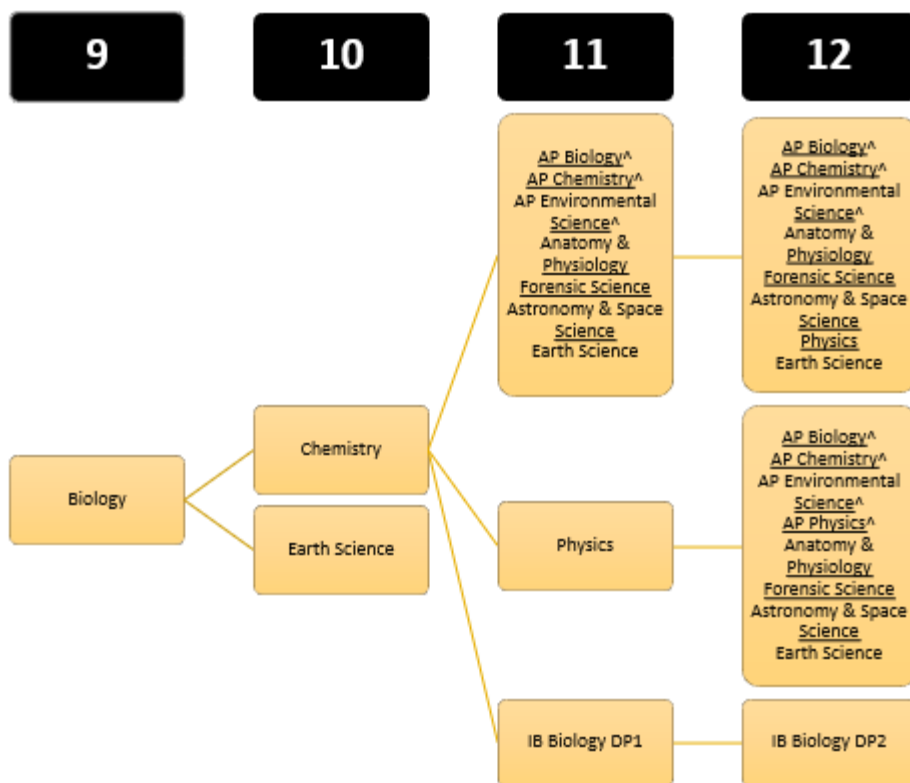 9
10
11
12
AP Biology^
AP Chemistry^
AP Environmental
Science^
Anatomy &
Physiology
Forensic Science
Astronomy & Space
Science
Earth Science
AP Biology^
AP Chemistry^
AP Environmental
Science^
Anatomy &
Physiology
Forensic Science
Astronomy & Space
Science
Physics
Earth Science
Chemistry
Biology
Earth Science
Physics
AP Biology^
AP Chemistry^
AP Environmental
Science^
AP Physics^
Anatomy &
Physiology
Forensic Science
Astronomy & Space
Science
Earth Science
IB Biology DP1
IB Biology DP2